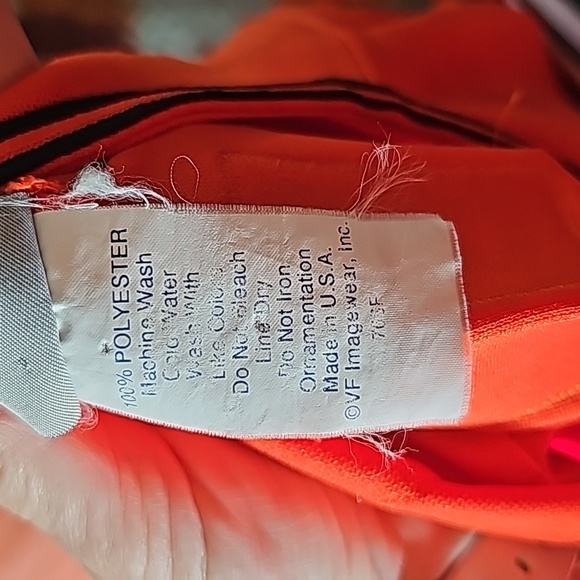 100% POLYESTER
Machine Wash
Cold Water
Wash With
Like Colors
Do Not Bleach
Line Dry
Do Not Iron
Ornamentation
Made in U.S.A.
©VF Imagewear, Inc.